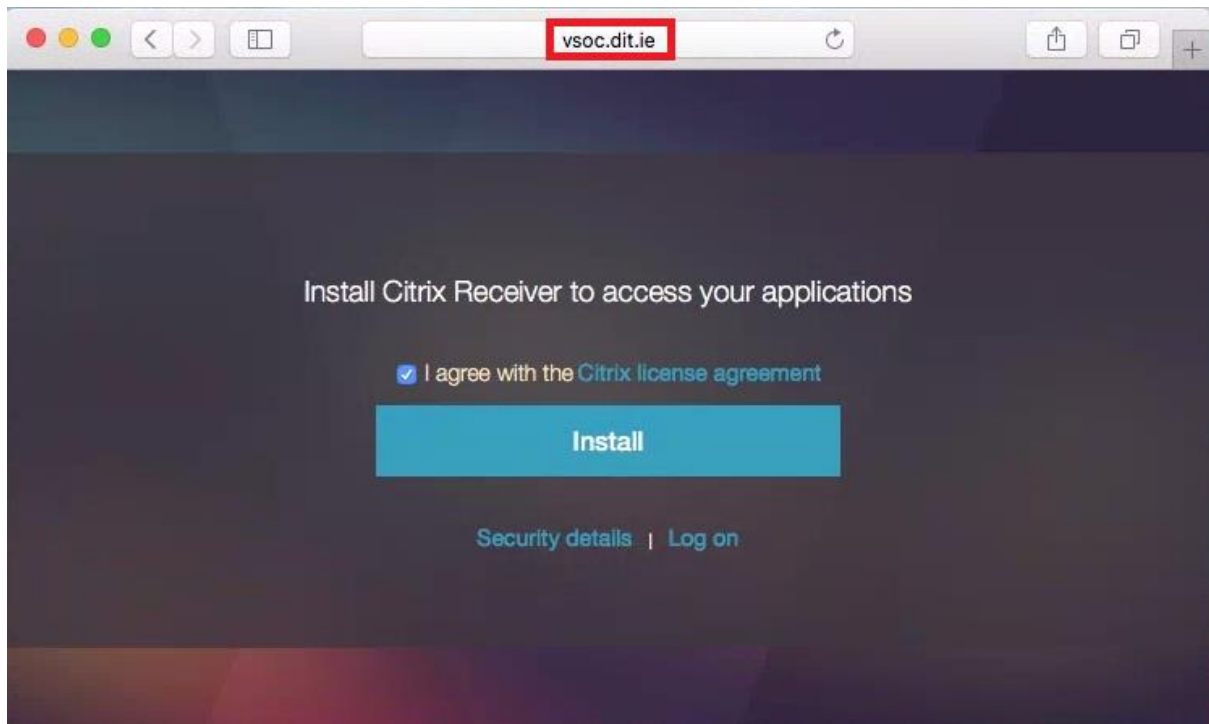 vsoc.dit.ie
Install Citrix Receiver to access your applications
I agree with the Citrix license agreement
Install
Security details | Log on